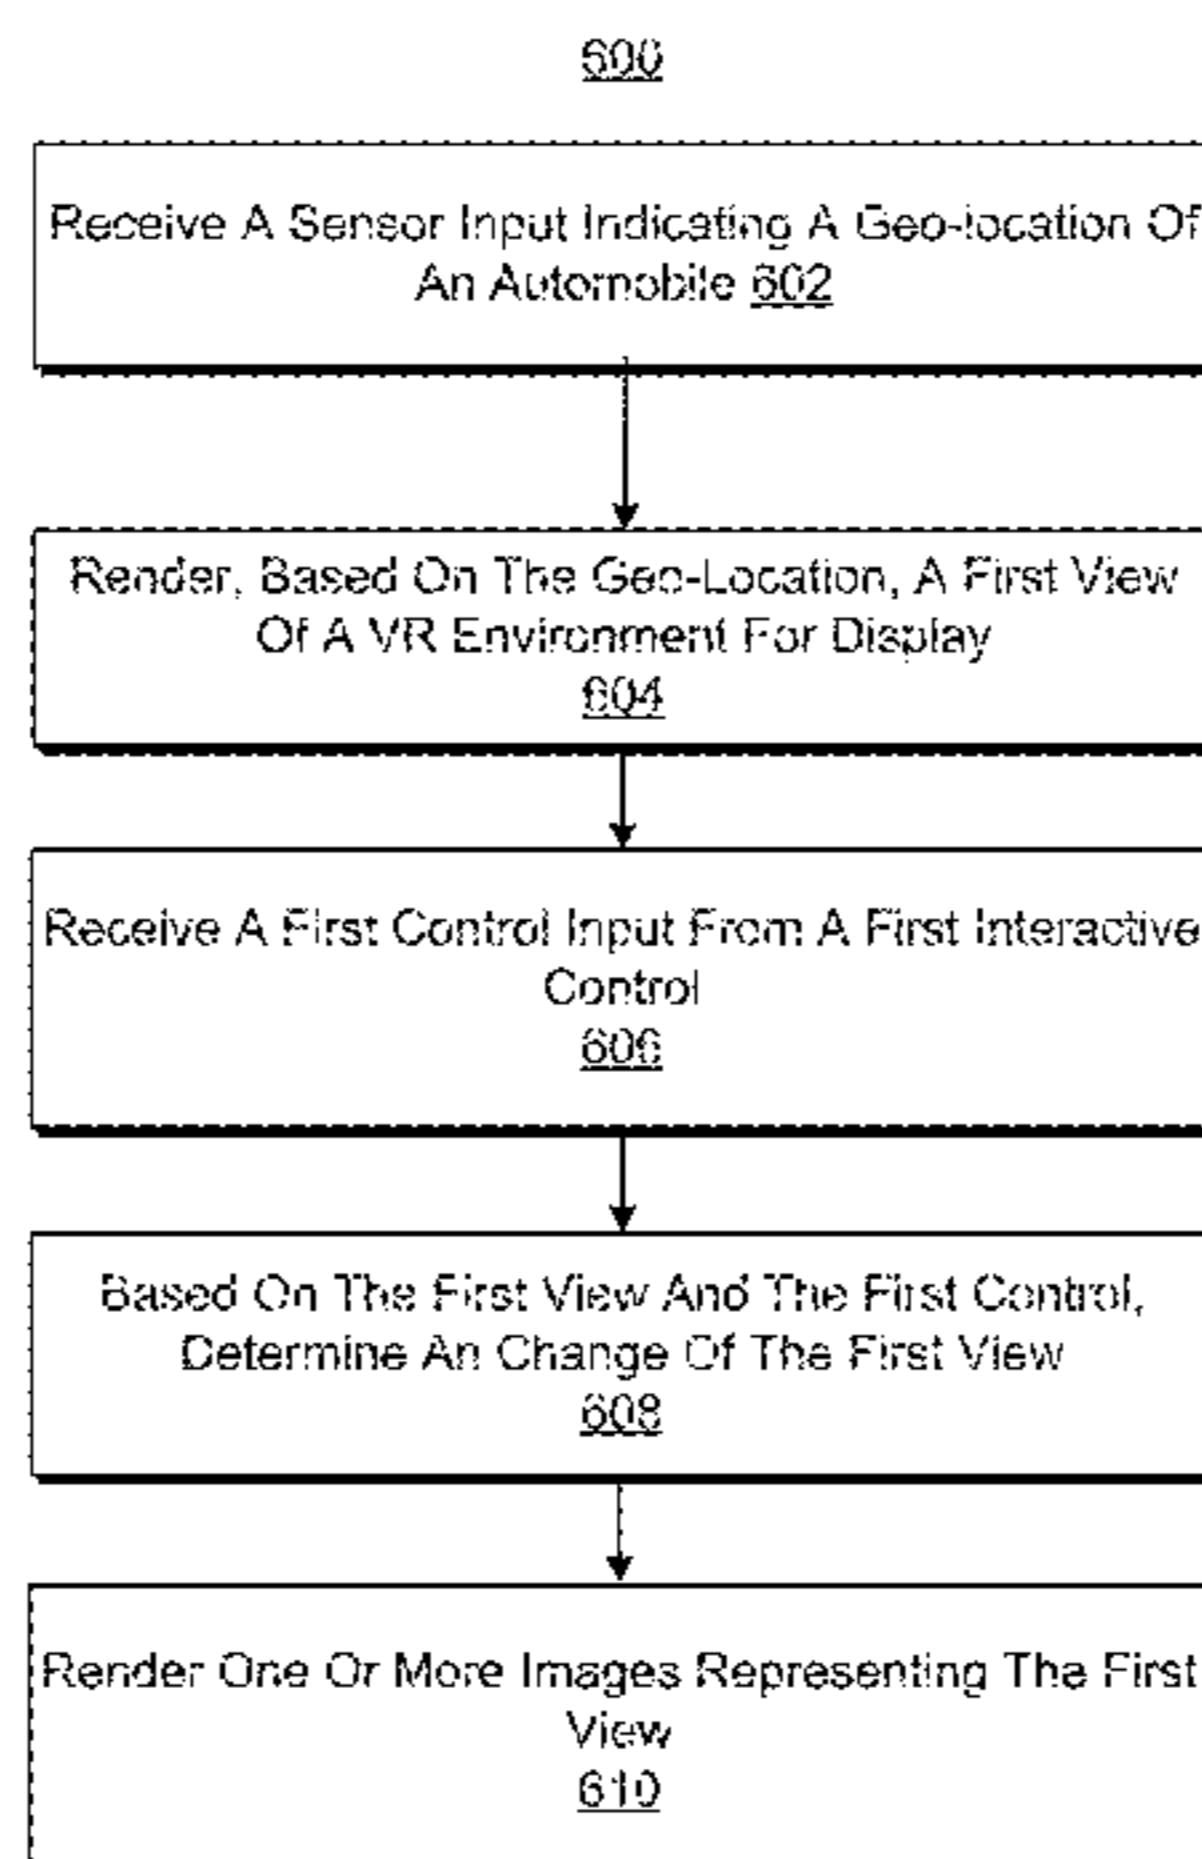 600
Receive A Sensor Input Indicating A Geo-location Of
An Automobile 602
Render, Based On The Geo-Location, A First View
Of A VR Environment For Display
604
Receive A First Control Input From A First Interactive
Control
606
Based On The First View And The First Control,
Determine An Change Of The First View
608
Render One Or More Images Representing The First
View
610